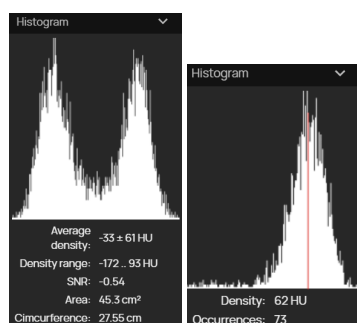 Histogram
Average density: -33 ± 61 HU
Density range: -172 .. 93 HU
SNR: -0.54
Area: 45.3 cm²
Cimcurference: 27.55 cm
Histogram
Density: 62 HU
Occurrences: 73